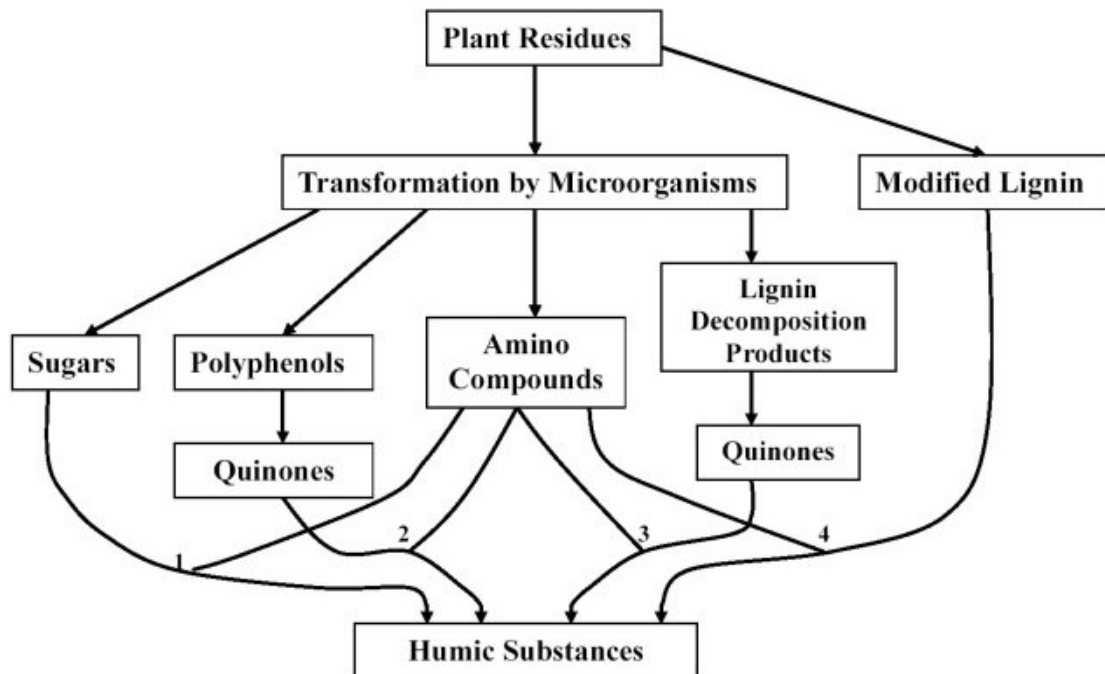 Plant Residues
Transformation by Microorganisms
Modified Lignin
Lignin
Decomposition
Products
Sugars
Polyphenols
Amino
Compounds
Quinones
Quinones
1
2
3
4
Humic Substances